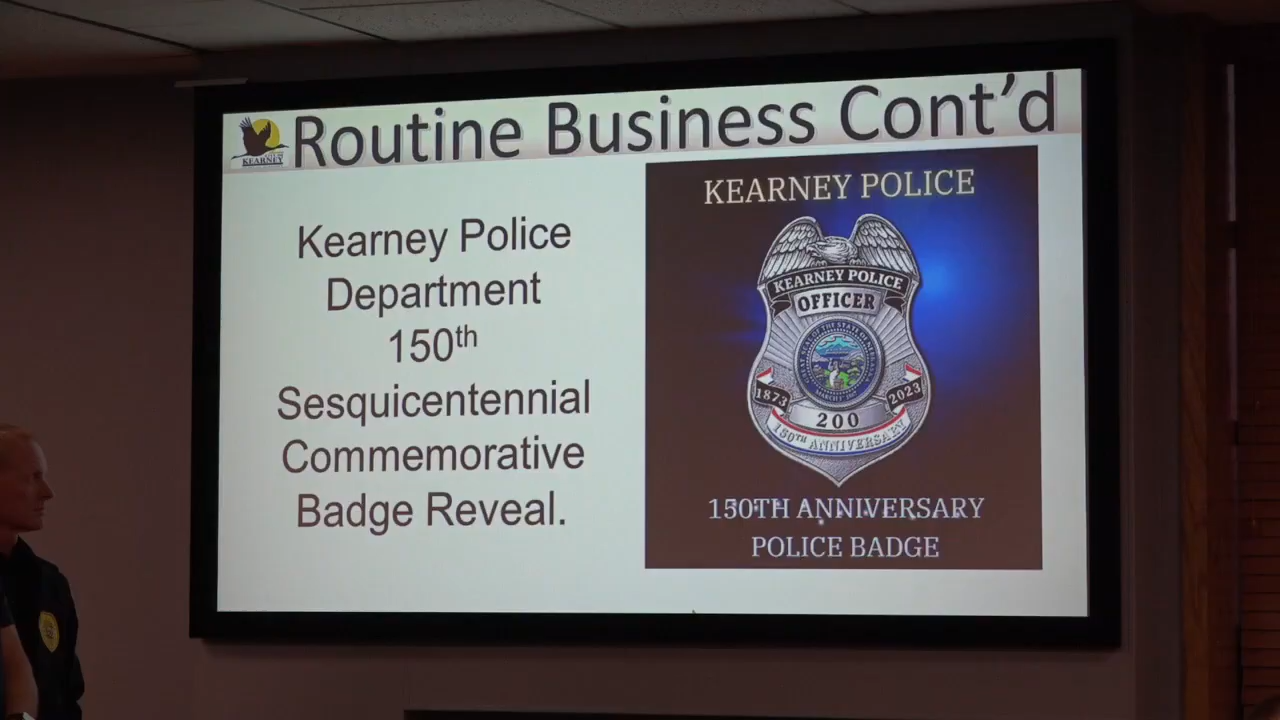 Routine Business Cont'd
KEARNEY
Kearney Police
Department
150th
Sesquicentennial
Commemorative
Badge Reveal.
KEARNEY POLICE
KEARNEY POLICE
OFFICER
1873
2023
200
150TH ANNIVERSARY
150TH ANNIVERSARY
POLICE BADGE